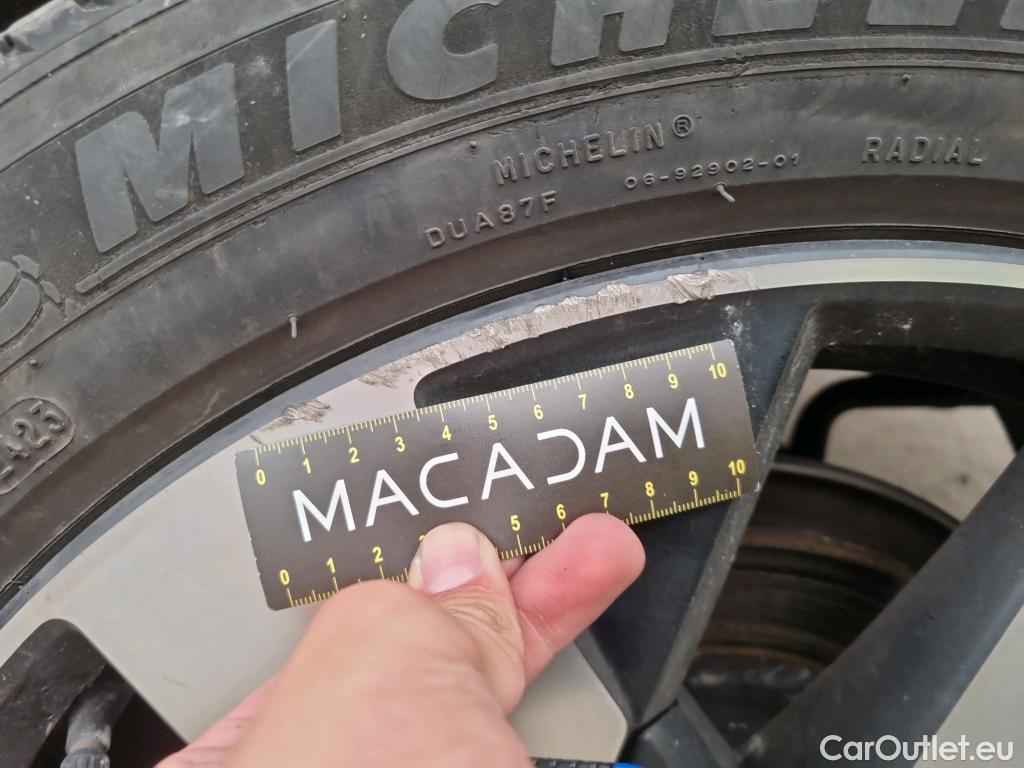 MICHELIN
MICHELIN®
06-92902-01
RADIAL
DUA87F
2423
0 1 2 3 4 5 6 7 8 9 10
MACADAM
0 1 2 3 5 6 7 8 9 10
CarOutlet.eu